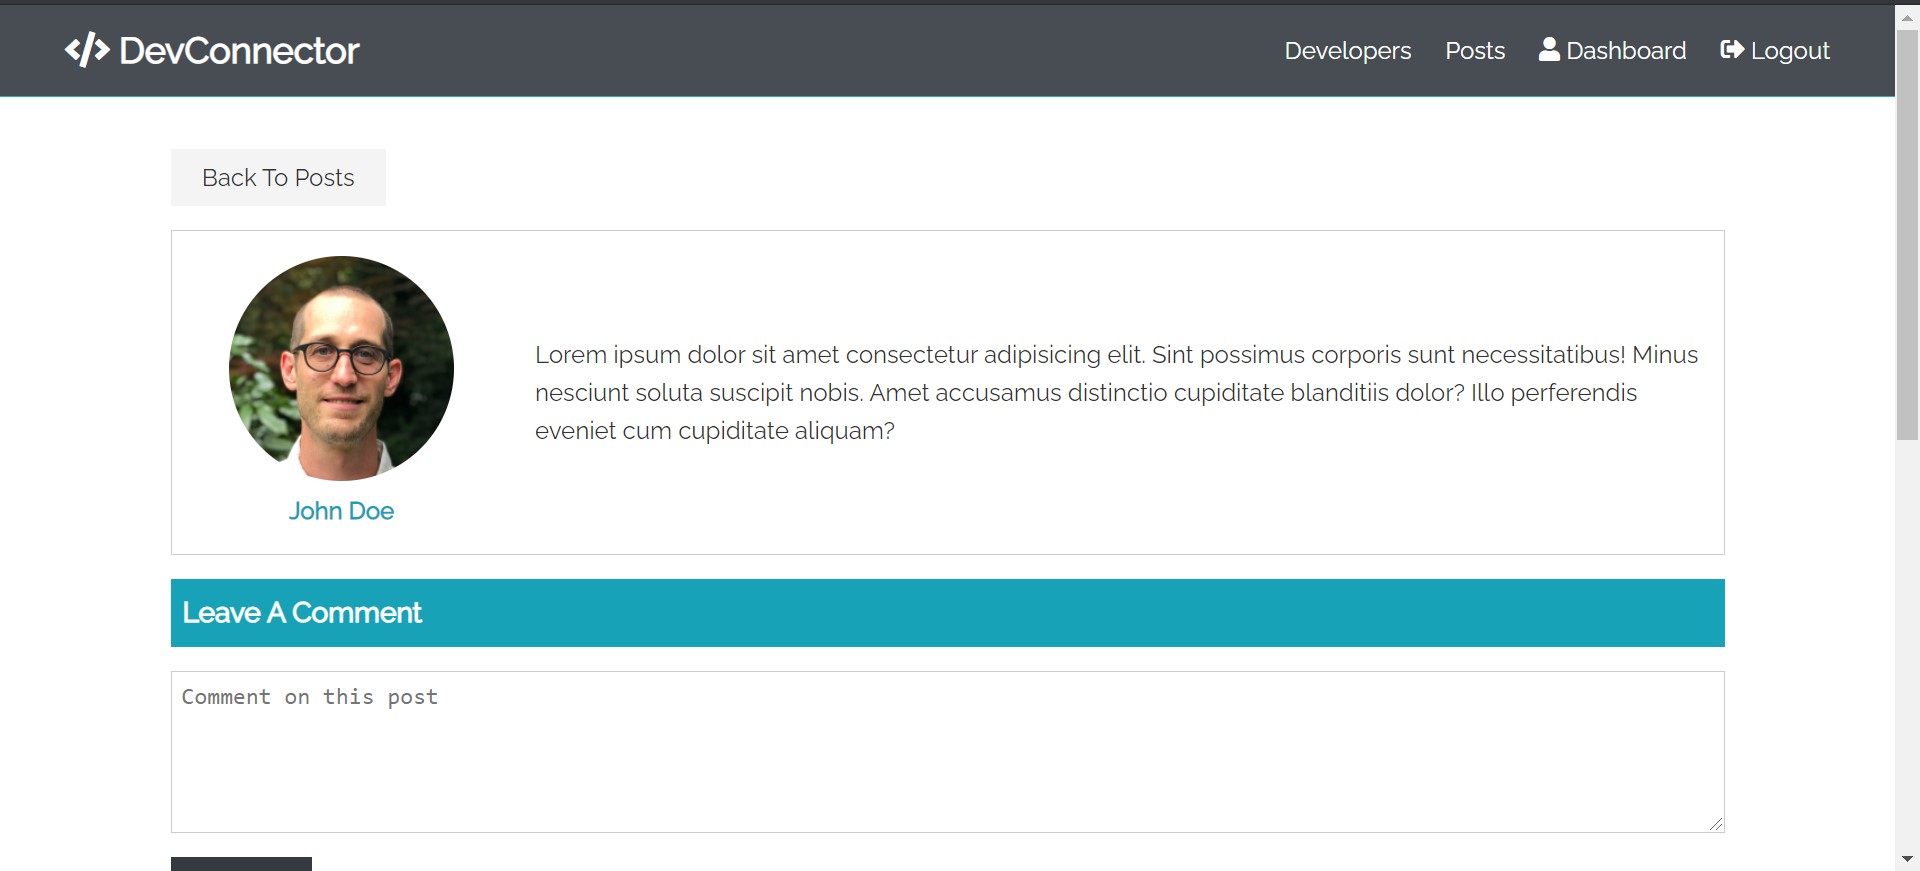 DevConnector
Developers Posts Dashboard Logout
Back To Posts
Lorem ipsum dolor sit amet consectetur adipisicing elit. Sint possimus corporis sunt necessitatibus! Minus
nesciunt soluta suscipit nobis. Amet accusamus distinctio cupiditate blanditiis dolor? Illo perferendis
eveniet cum cupiditate aliquam?
John Doe
Leave A Comment
Comment on this post